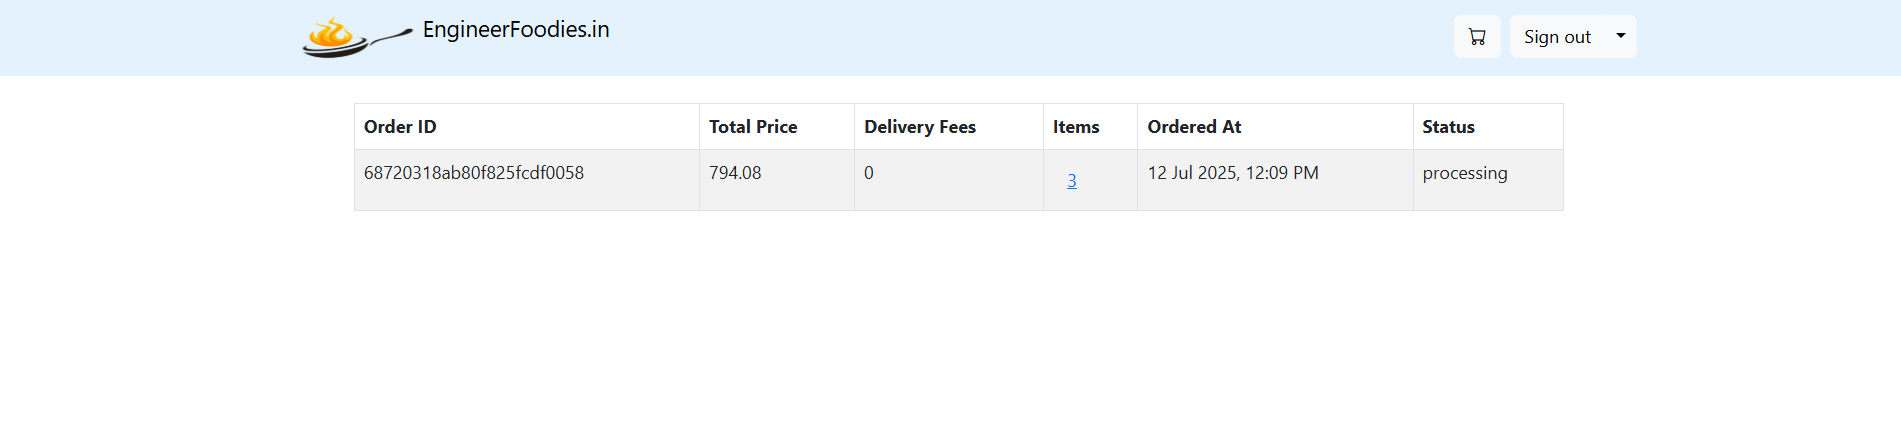 EngineerFoodies.in
Sign out
Order ID Total Price Delivery Fees Items Ordered At Status
68720318ab80f825fcdf0058 794.08 0 3 12 Jul 2025, 12:09 PM processing